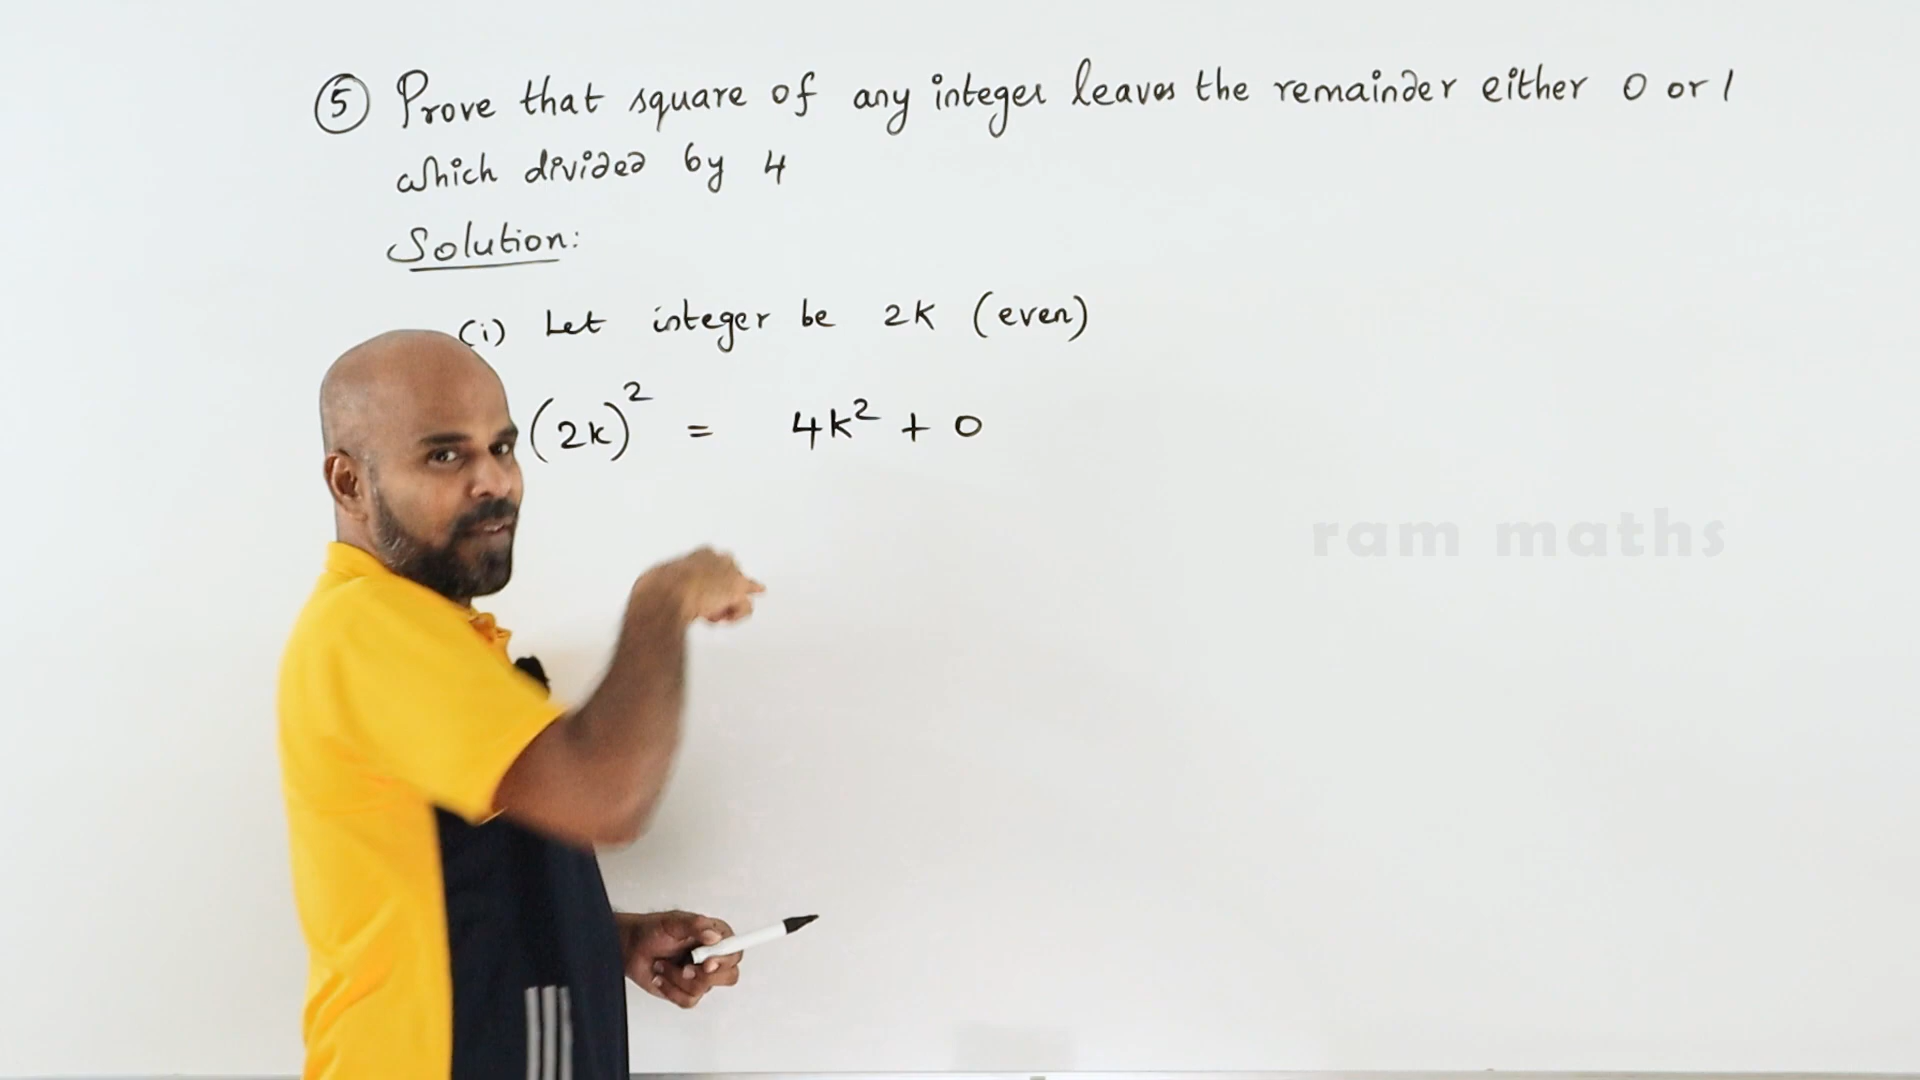 ⑤ Prove that square of any integer leaves the remainder either 0 or 1
which divided by 4
Solution:
(i) Let integer be 2K (even)
(2k)² = 4k² + 0
ram maths